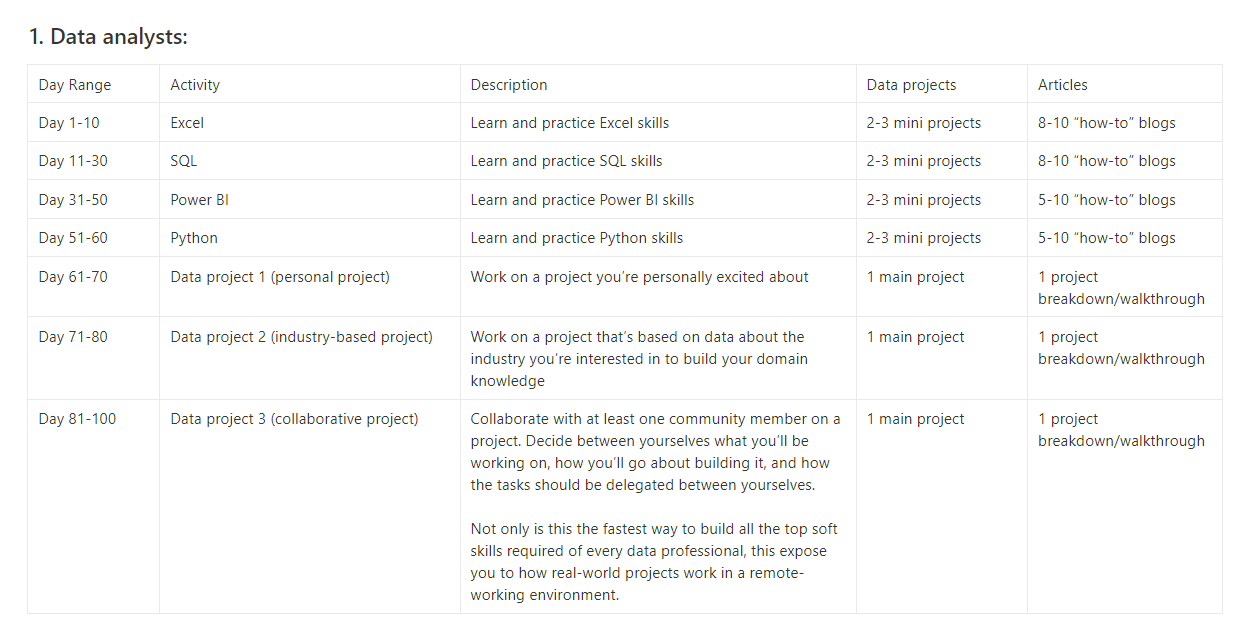 1. Data analysts:
Day Range Activity Description Data projects Articles
Day 1-10 Excel Learn and practice Excel skills 2-3 mini projects 8-10 “how-to” blogs
Day 11-30 SQL Learn and practice SQL skills 2-3 mini projects 8-10 “how-to” blogs
Day 31-50 Power BI Learn and practice Power BI skills 2-3 mini projects 5-10 “how-to” blogs
Day 51-60 Python Learn and practice Python skills 2-3 mini projects 5-10 “how-to” blogs
Day 61-70 Data project 1 (personal project) Work on a project you’re personally excited about 1 main project 1 project
breakdown/walkthrough
Day 71-80 Data project 2 (industry-based project) Work on a project that’s based on data about the 1 main project 1 project
industry you’re interested in to build your domain breakdown/walkthrough
knowledge
Day 81-100 Data project 3 (collaborative project) Collaborate with at least one community member on a 1 main project 1 project
project. Decide between yourselves what you’ll be breakdown/walkthrough
working on, how you’ll go about building it, and how
the tasks should be delegated between yourselves.
Not only is this the fastest way to build all the top soft
skills required of every data professional, this expose
you to how real-world projects work in a remote-
working environment.